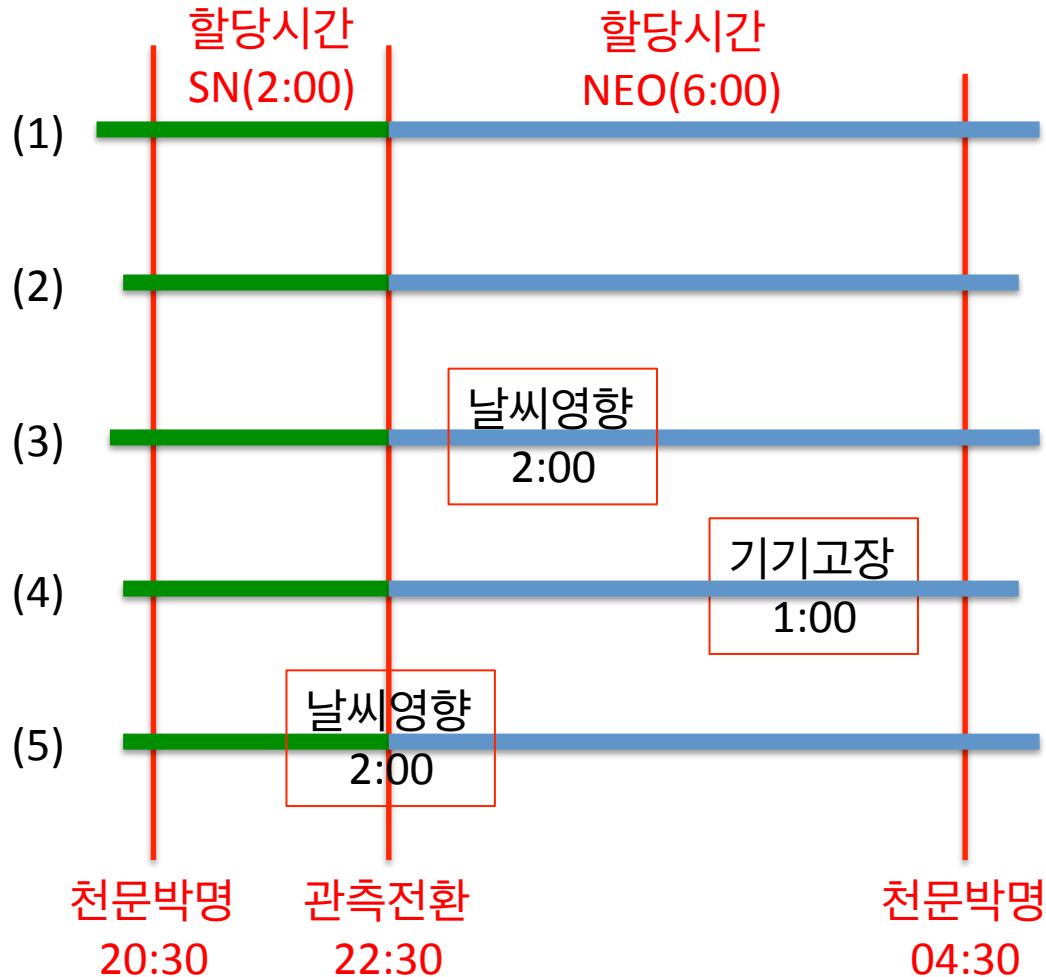 할당시간
SN(2:00)
할당시간
NEO(6:00)
(1)
(2)
(3)
날씨영향
2:00
(4)
기기고장
1:00
(5)
날씨영향
2:00
천문박명
20:30
관측전환
22:30
천문박명
04:30